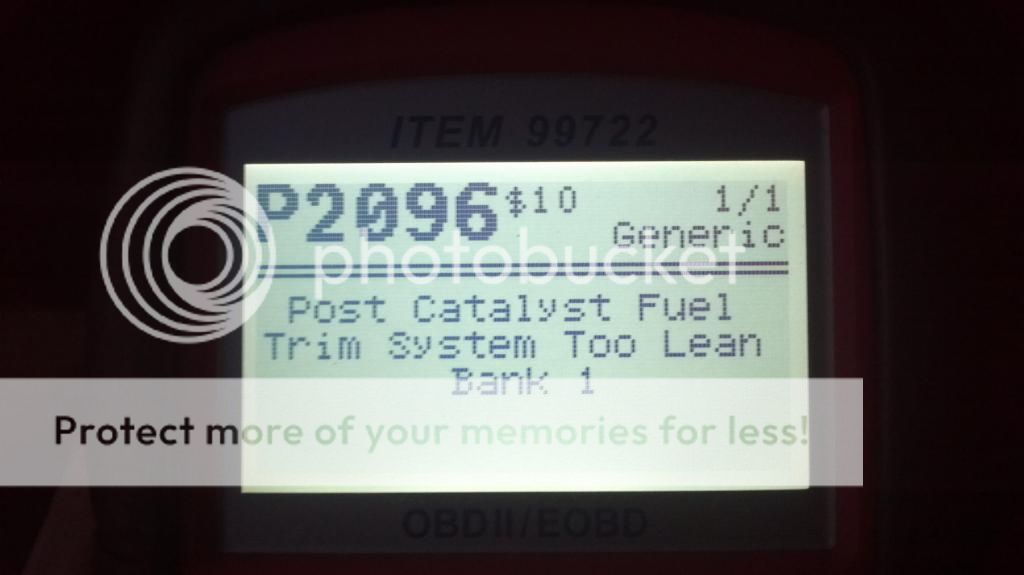 ITEM 99722
P2096 $10 1/1
Generic
photobucket
Post Catalyst Fuel
Trim System Too Lean
Bank 1
Protect more of your memories for less!
OBDII/EOBD